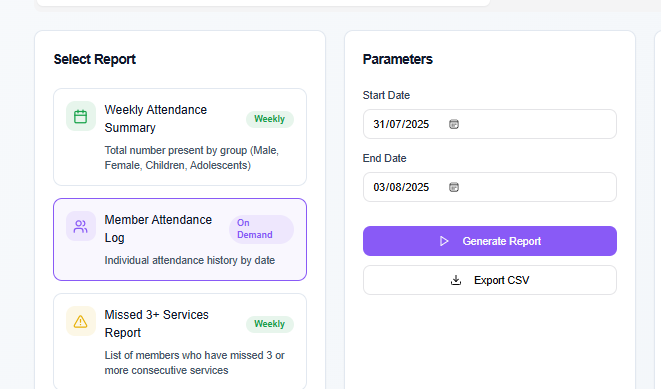 Select Report
Weekly Attendance
Summary
Weekly
Total number present by group (Male,
Female, Children, Adolescents)
Member Attendance
Log
On
Demand
Individual attendance history by date
Missed 3+ Services
Report
Weekly
List of members who have missed 3 or
more consecutive services
Parameters
Start Date
31/07/2025
End Date
03/08/2025
Generate Report
Export CSV